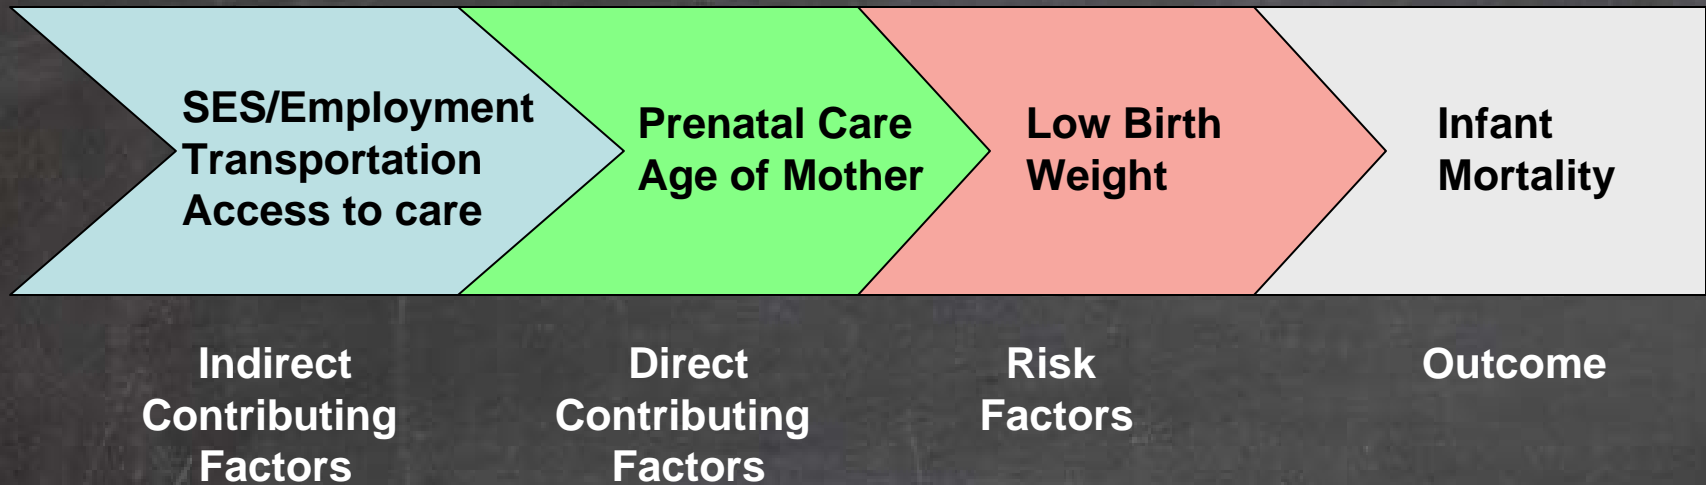 SES/Employment
Transportation
Access to care
Prenatal Care
Age of Mother
Low Birth
Weight
Infant
Mortality
Indirect
Contributing
Factors
Direct
Contributing
Factors
Risk
Factors
Outcome